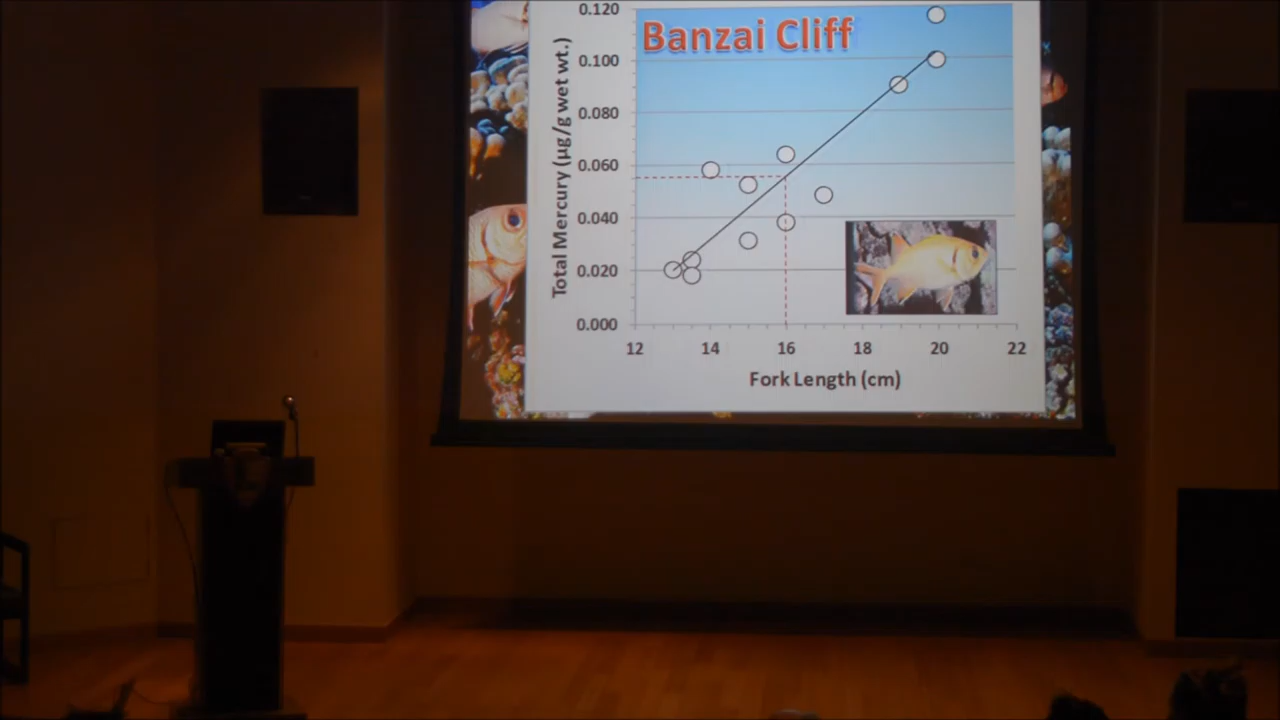 Banzai Cliff
Total Mercury (µg/g wet wt.)
0.120
0.100
0.080
0.060
0.040
0.020
0.000
12 14 16 18 20 22
Fork Length (cm)